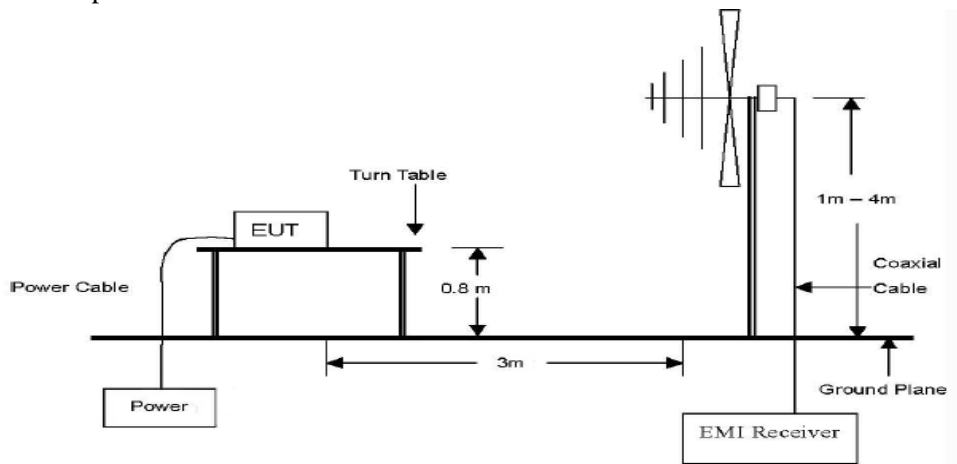 Turn Table
EUT
1m – 4m
Coaxial
Cable
Power Cable
0.8 m
3m
Ground Plane
Power
EMI Receiver